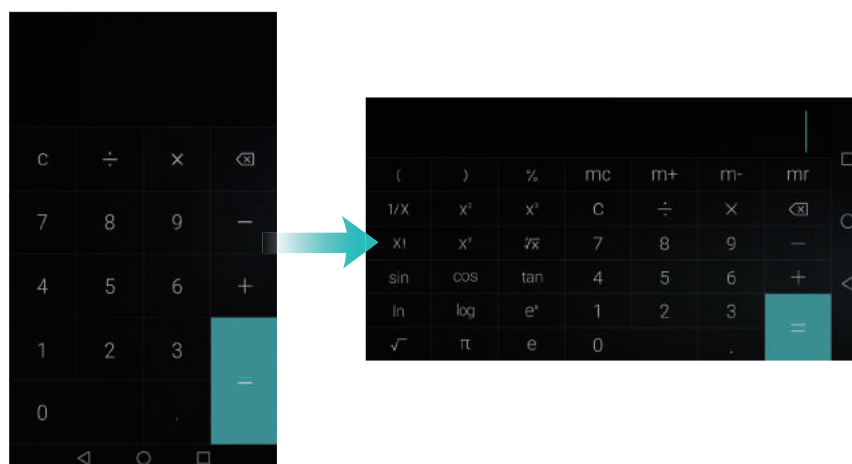 C ÷ ×
7 8 9 −
4 5 6 +
1 2 3 =
0 .
( ) % mc m+ m- mr
1/X X² X³ C ÷ ×
X! Xʸ ʸ√x 7 8 9 −
sin cos tan 4 5 6 +
ln log eˣ 1 2 3 =
√ π e 0 .